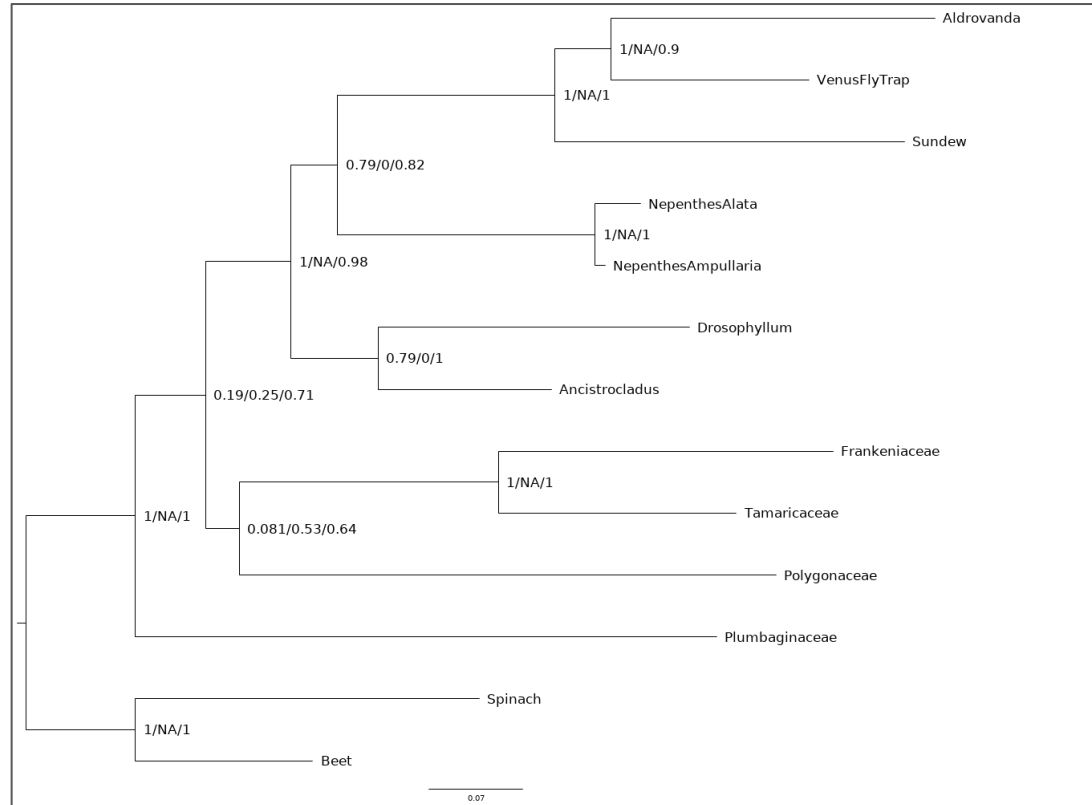 Aldrovanda
1/NA/0.9
VenusFlyTrap
1/NA/1
Sundew
0.79/0/0.82
NepenthesAlata
1/NA/1
1/NA/0.98
NepenthesAmpullaria
Drosophyllum
0.79/0/1
Ancistrocladus
0.19/0.25/0.71
Frankeniaceae
1/NA/1
Tamaricaceae
1/NA/1
0.081/0.53/0.64
Polygonaceae
Plumbaginaceae
Spinach
1/NA/1
Beet
0.07